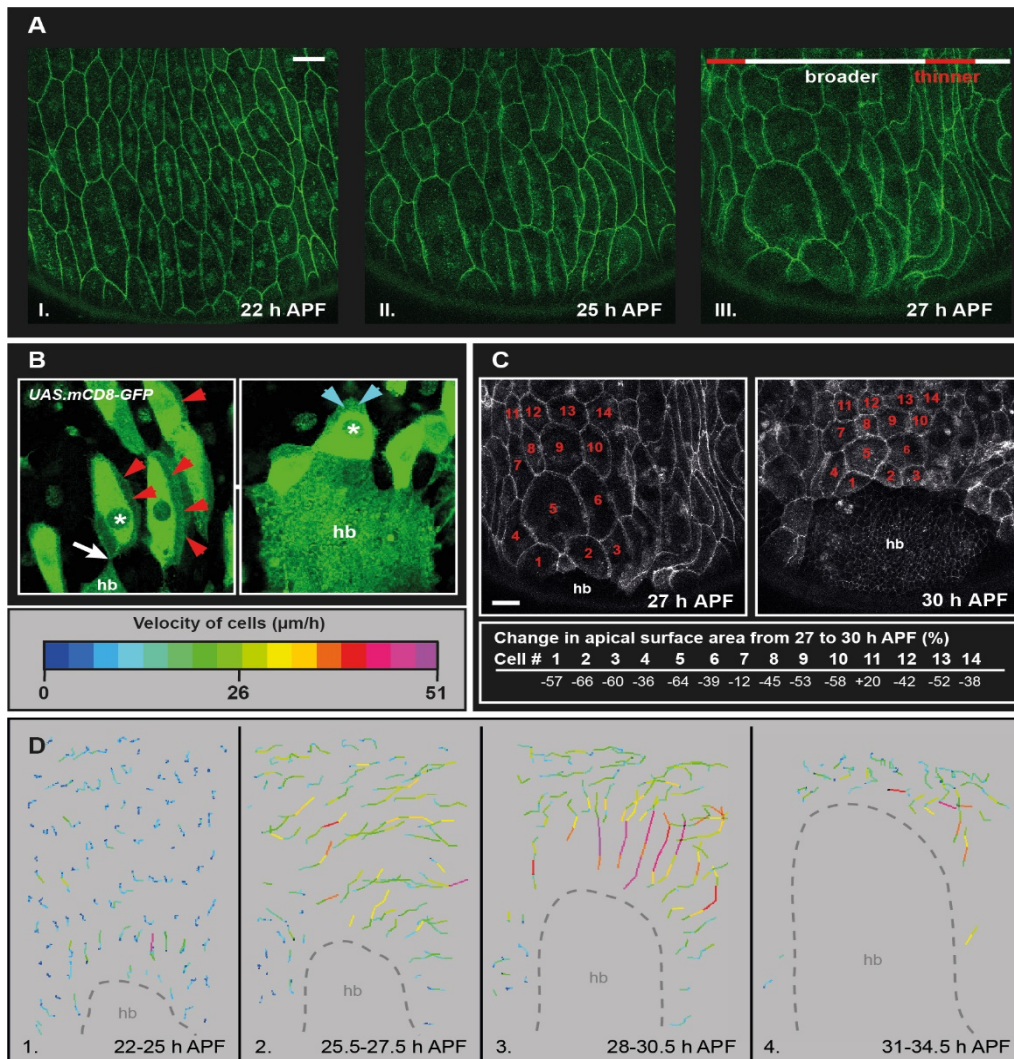 A
broader thinner
I. 22 h APF
II. 25 h APF
III. 27 h APF
B
UAS.mCD8-GFP
*
hb
*
hb
Velocity of cells (µm/h)
0 26 51
C
11 12 13 14
7 8 9 10
4 5 6
1 2 3
hb
27 h APF
11 12 13 14
7 8 9 10
4 5 6
1 2 3
hb
30 h APF
Change in apical surface area from 27 to 30 h APF (%)
Cell # 1 2 3 4 5 6 7 8 9 10 11 12 13 14
-57 -66 -60 -36 -64 -39 -12 -45 -53 -58 +20 -42 -52 -38
D
hb
1. 22-25 h APF
hb
2. 25.5-27.5 h APF
hb
3. 28-30.5 h APF
hb
4. 31-34.5 h APF